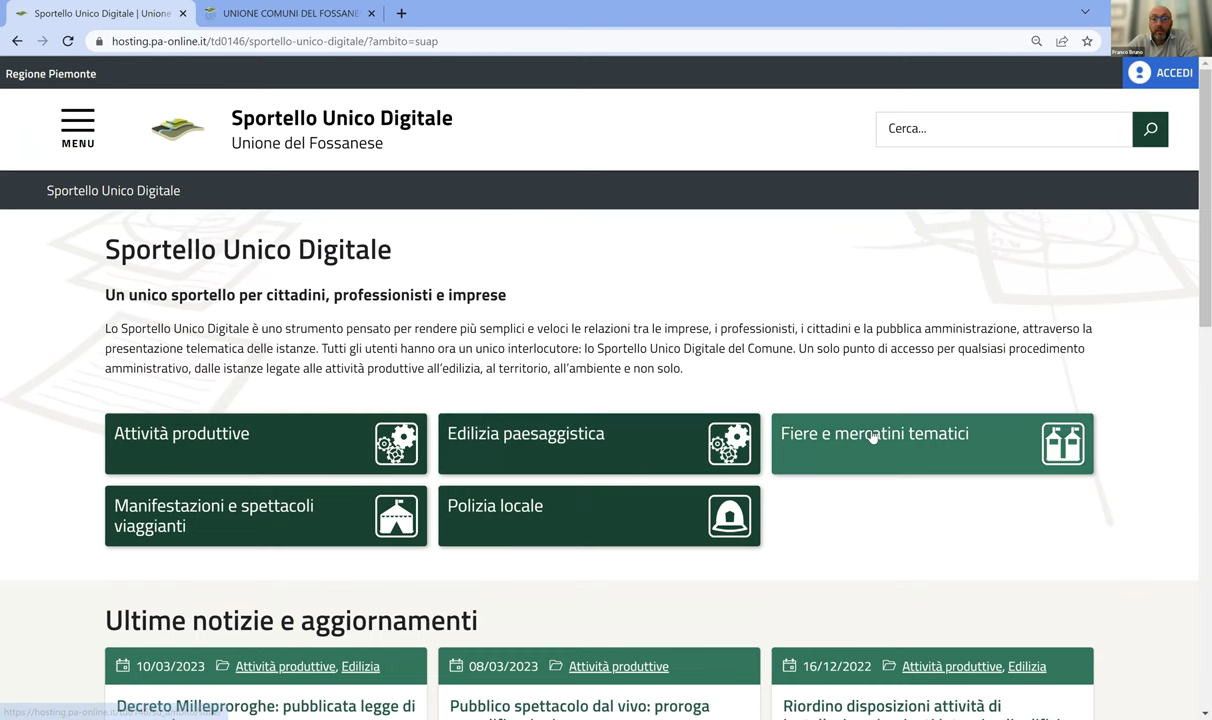 Sportello Unico Digitale | Unione
UNIONE COMUNI DEL FOSSANE
hosting.pa-online.it/td0146/sportello-unico-digitale/?ambito=suap
Franco Bruno
Regione Piemonte
ACCEDI
MENU
Sportello Unico Digitale
Unione del Fossanese
Cerca...
Sportello Unico Digitale
Sportello Unico Digitale
Un unico sportello per cittadini, professionisti e imprese
Lo Sportello Unico Digitale è uno strumento pensato per rendere più semplici e veloci le relazioni tra le imprese, i professionisti, i cittadini e la pubblica amministrazione, attraverso la
presentazione telematica delle istanze. Tutti gli utenti hanno ora un unico interlocutore: lo Sportello Unico Digitale del Comune. Un solo punto di accesso per qualsiasi procedimento
amministrativo, dalle istanze legate alle attività produttive all'edilizia, al territorio, all'ambiente e non solo.
Attività produttive
Edilizia paesaggistica
Fiere e mercatini tematici
Manifestazioni e spettacoli
viaggianti
Polizia locale
Ultime notizie e aggiornamenti
10/03/2023 Attività produttive, Edilizia
08/03/2023 Attività produttive
16/12/2022 Attività produttive, Edilizia
Decreto Milleproroghe: pubblicata legge di
Pubblico spettacolo dal vivo: proroga
Riordino disposizioni attività di